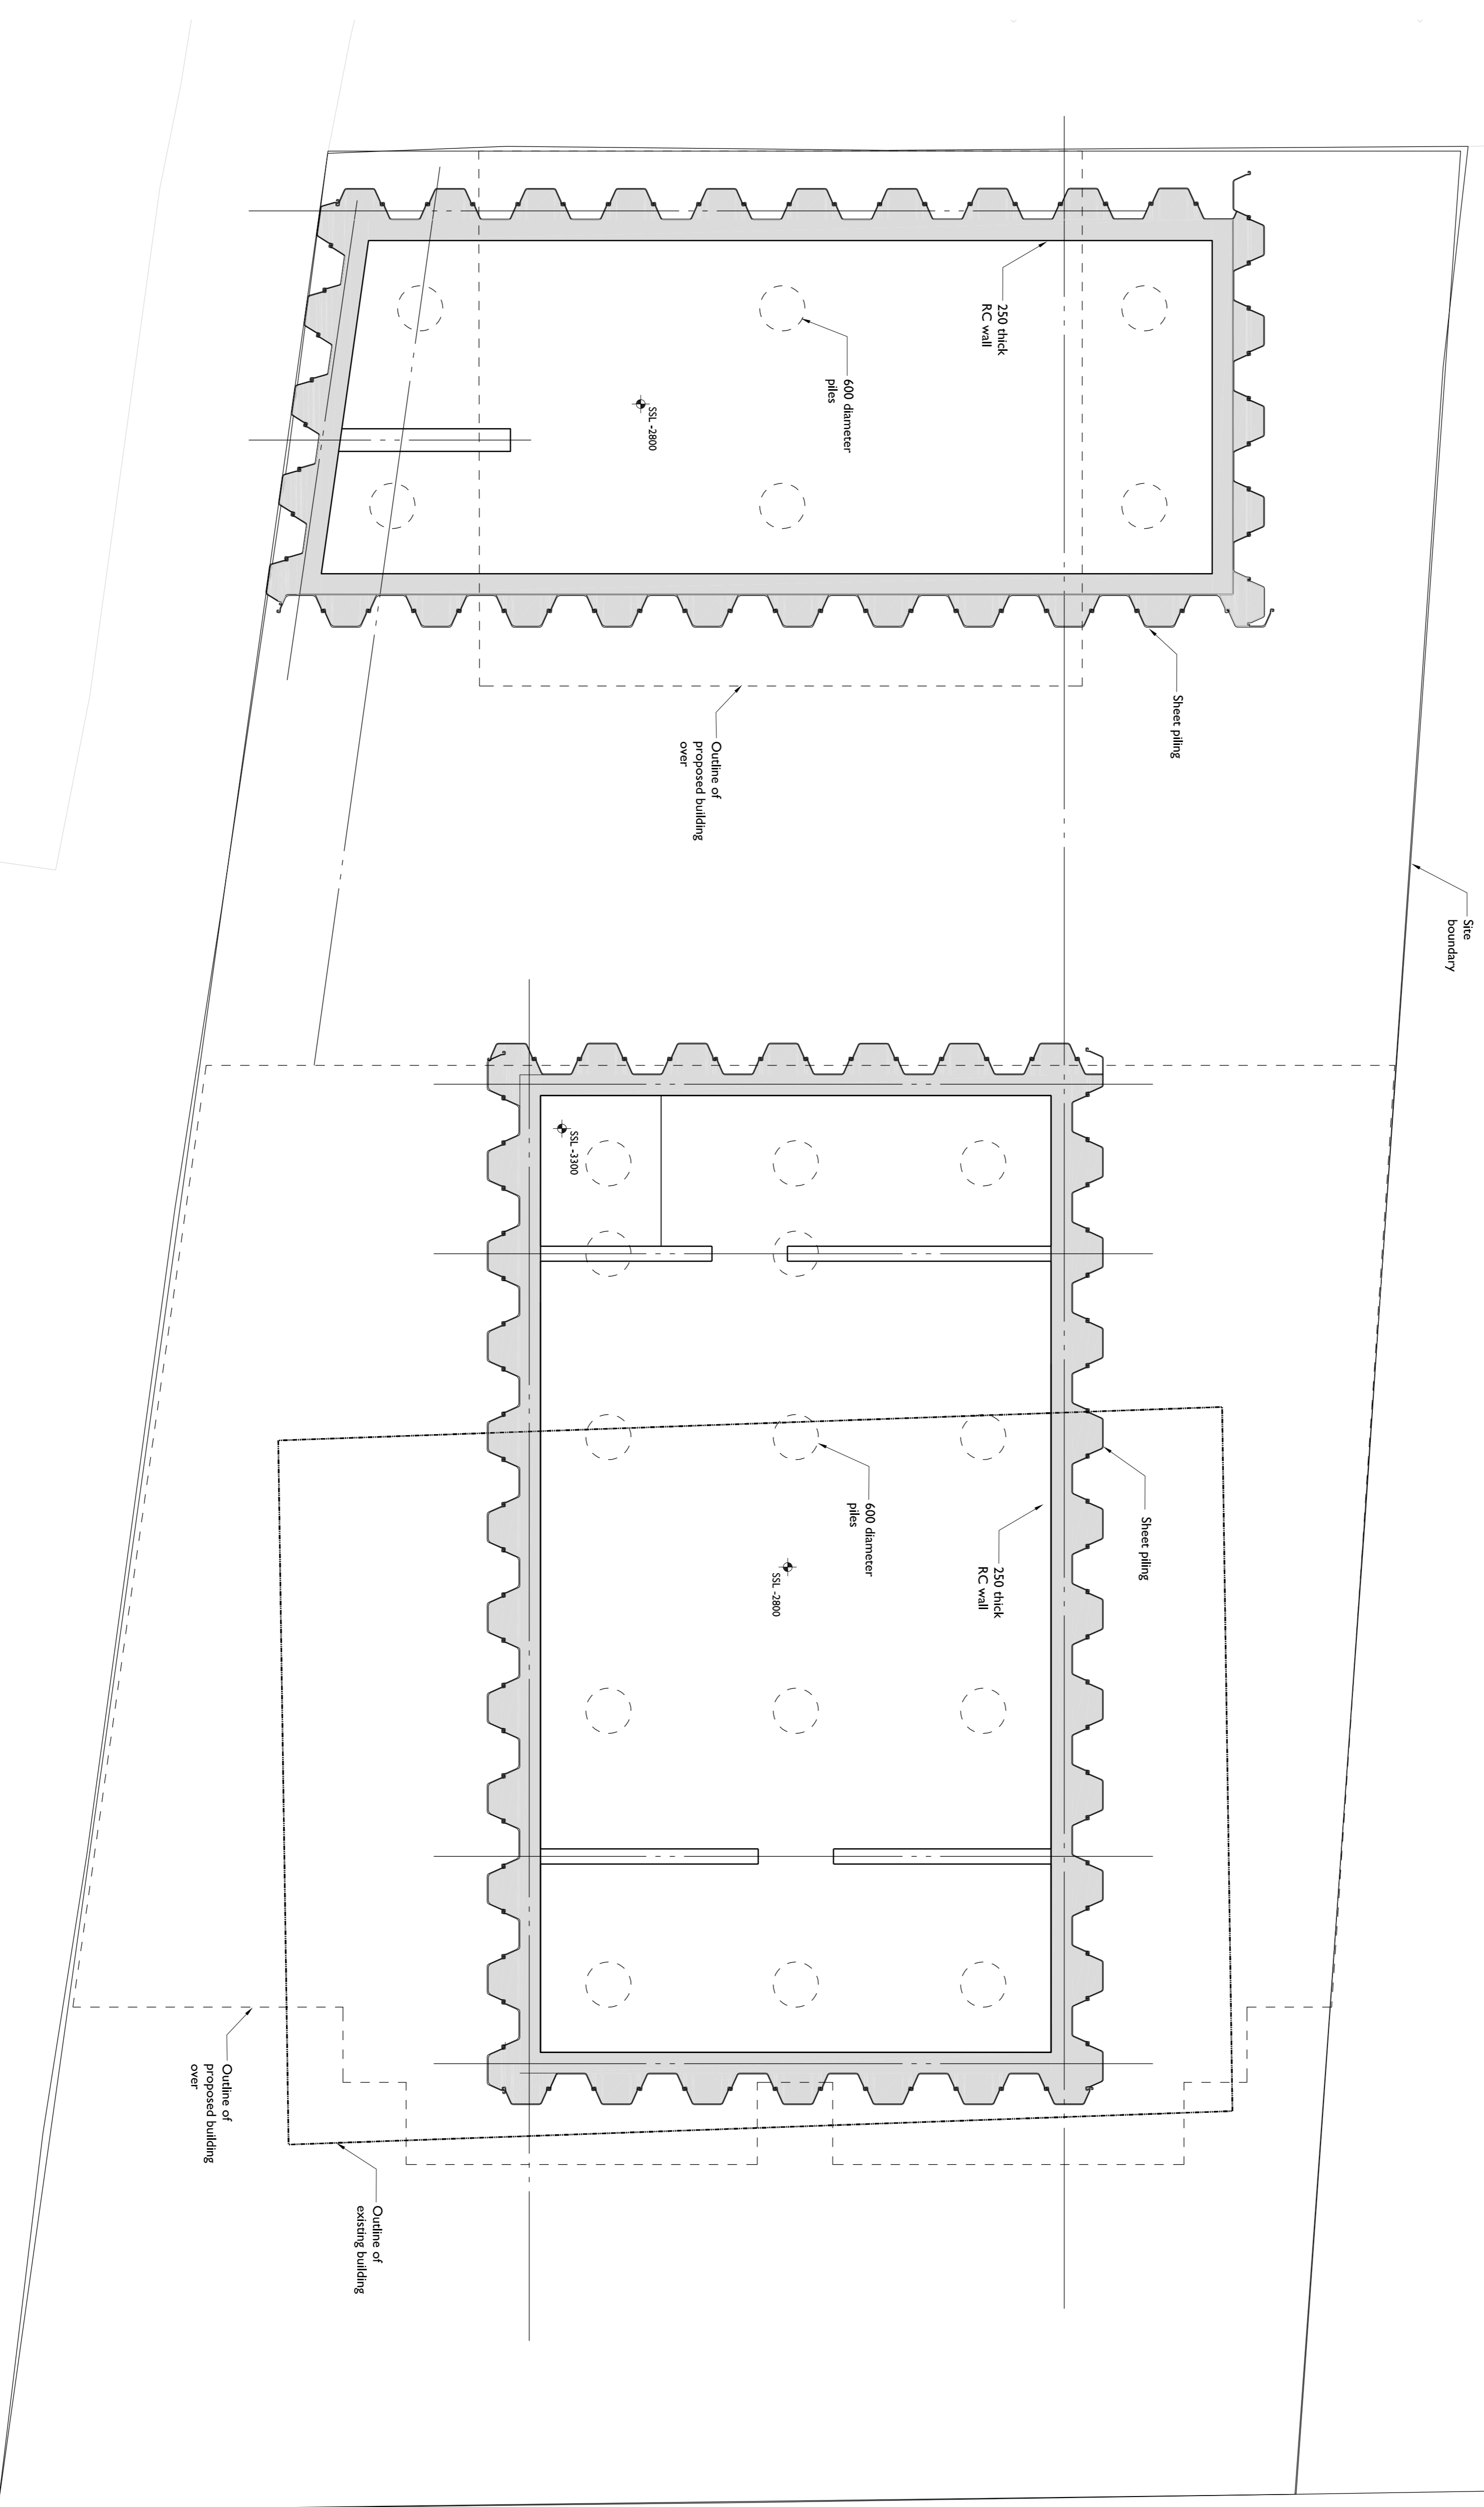 250 thick
RC wall
600 diameter
piles
SSL -2800
Sheet piling
Outline of
proposed building
over
Site
boundary
SSL -3300
Sheet piling
250 thick
RC wall
600 diameter
piles
SSL -2800
Outline of
proposed building
over
Outline of
existing building